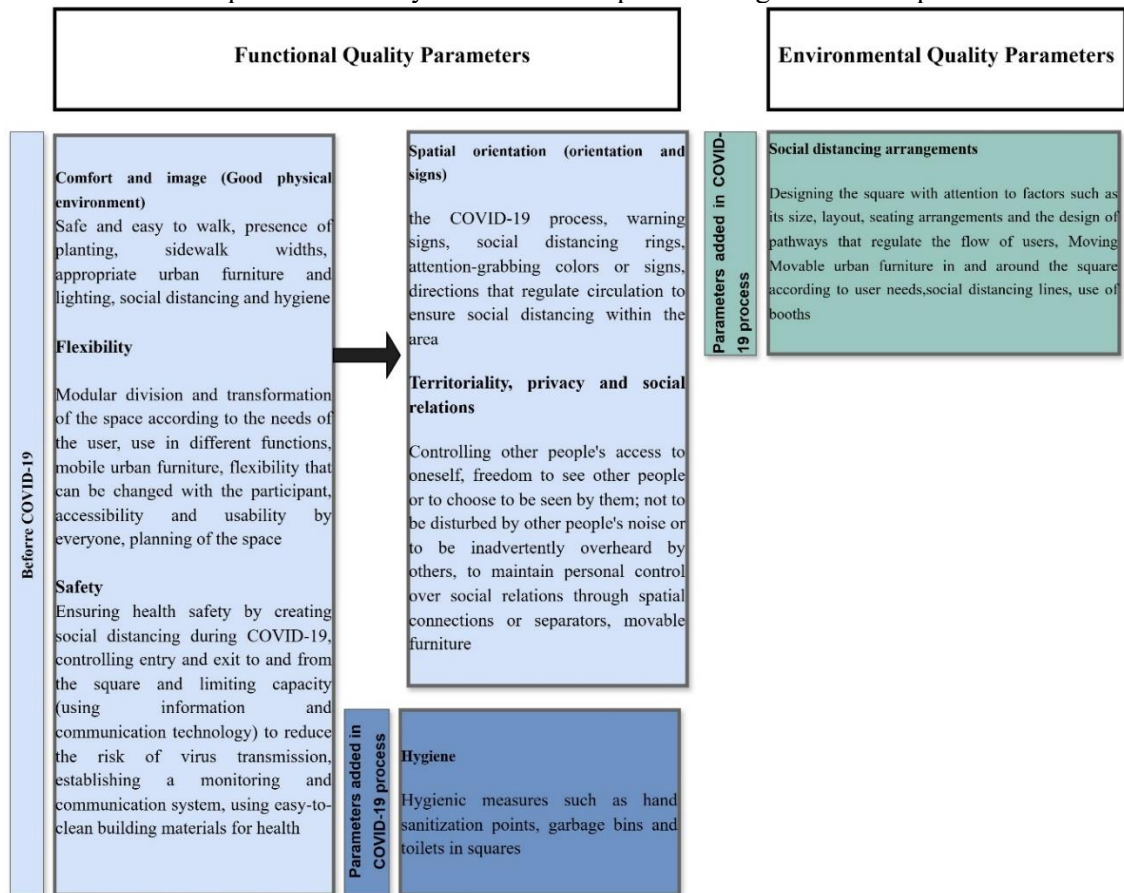 Functional Quality Parameters
Environmental Quality Parameters
Beforre COVID-19
Comfort and image (Good physical
environment)
Safe and easy to walk, presence of
planting, sidewalk widths,
appropriate urban furniture and
lighting, social distancing and hygiene
Flexibility
Modular division and transformation
of the space according to the needs of
the user, use in different functions,
mobile urban furniture, flexibility that
can be changed with the participant,
accessibility and usability by
everyone, planning of the space
Safety
Ensuring health safety by creating
social distancing during COVID-19,
controlling entry and exit to and from
the square and limiting capacity
(using information and
communication technology) to reduce
the risk of virus transmission,
establishing a monitoring and
communication system, using easy-to-
clean building materials for health
Spatial orientation (orientation and
signs)
the COVID-19 process, warning
signs, social distancing rings,
attention-grabbing colors or signs,
directions that regulate circulation to
ensure social distancing within the
area
Territoriality, privacy and social
relations
Controlling other people's access to
oneself, freedom to see other people
or to choose to be seen by them; not to
be disturbed by other people's noise or
to be inadvertently overheard by
others, to maintain personal control
over social relations through spatial
connections or separators, movable
furniture
Parameters added in
COVID-19 process
Hygiene
Hygienic measures such as hand
sanitization points, garbage bins and
toilets in squares
Parameters added in COVID-
19 process
Social distancing arrangements
Designing the square with attention to factors such as
its size, layout, seating arrangements and the design of
pathways that regulate the flow of users, Moving
Movable urban furniture in and around the square
according to user needs,social distancing lines, use of
booths